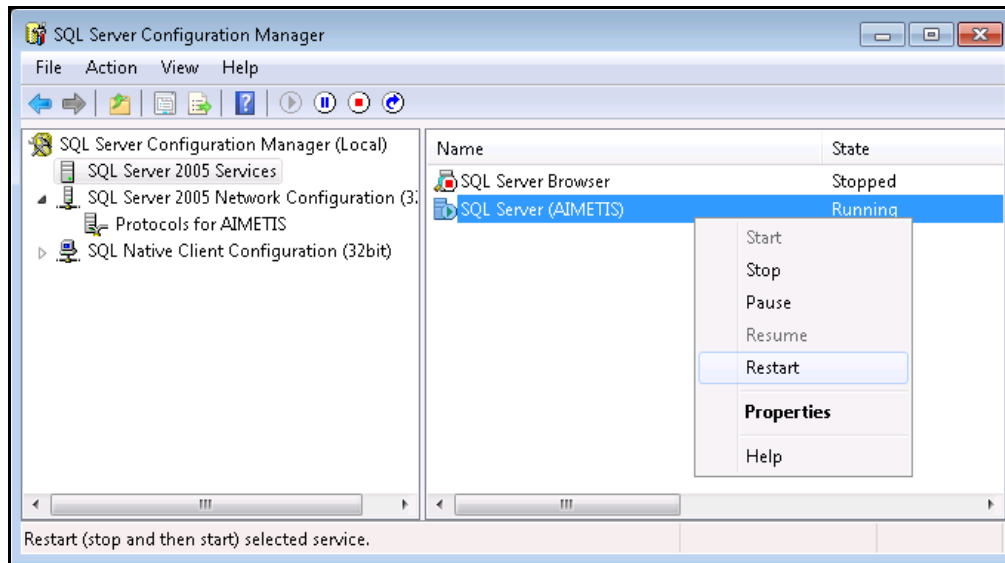 SQL Server Configuration Manager
File Action View Help
SQL Server Configuration Manager (Local)
SQL Server 2005 Services
SQL Server 2005 Network Configuration (3
Protocols for AIMETIS
SQL Native Client Configuration (32bit)
Name State
SQL Server Browser Stopped
SQL Server (AIMETIS) Running
Start
Stop
Pause
Resume
Restart
Properties
Help
Restart (stop and then start) selected service.